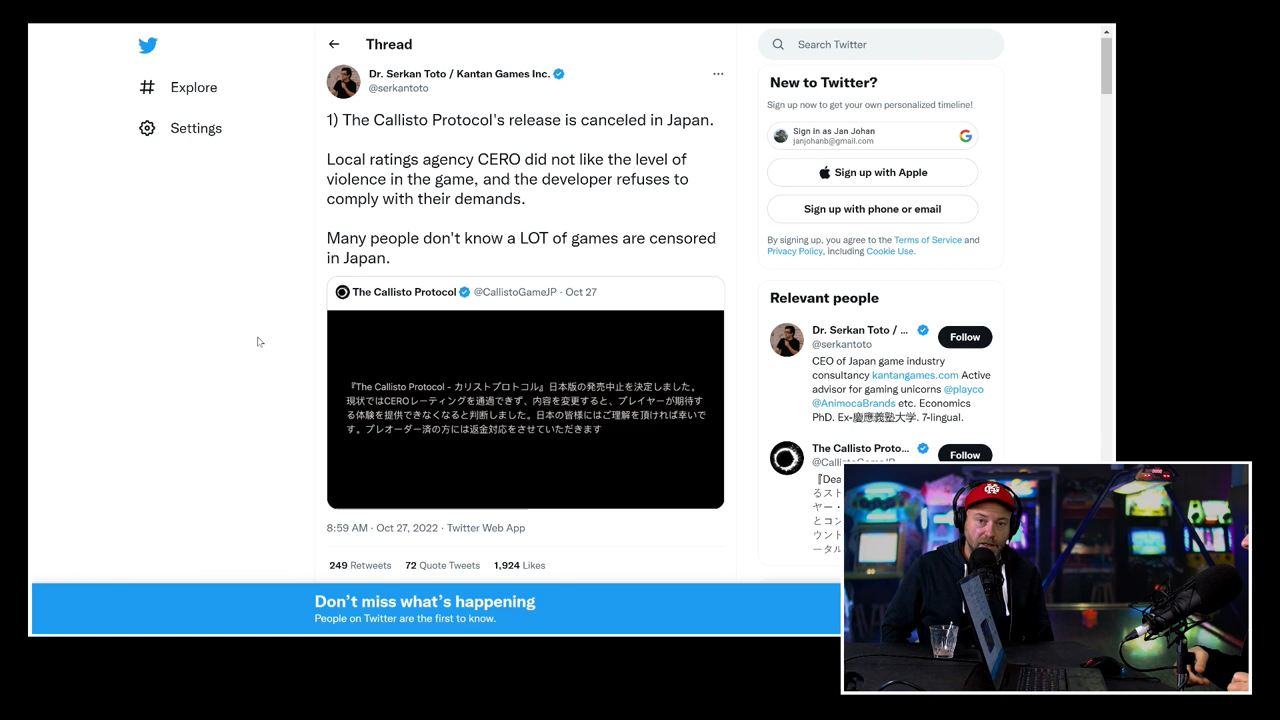 Explore
Settings
Thread
Dr. Serkan Toto / Kantan Games Inc.
@serkantoto
1) The Callisto Protocol's release is canceled in Japan.
Local ratings agency CERO did not like the level of
violence in the game, and the developer refuses to
comply with their demands.
Many people don't know a LOT of games are censored
in Japan.
The Callisto Protocol @CallistoGameJP · Oct 27
『The Callisto Protocol - カリストプロトコル』日本版の発売中止を決定しました。
現状ではCEROレーティングを通過できず、内容を変更すると、プレイヤーが期待す
る体験を提供できなくなると判断しました。日本の皆様にはご理解を頂ければ幸いで
す。プレオーダー済の方には返金対応をさせていただきます
8:59 AM · Oct 27, 2022 · Twitter Web App
249 Retweets 72 Quote Tweets 1,924 Likes
Search Twitter
New to Twitter?
Sign up now to get your own personalized timeline!
Sign in as Jan Johan
janjohanb@gmail.com
Sign up with Apple
Sign up with phone or email
By signing up, you agree to the Terms of Service and
Privacy Policy, including Cookie Use.
Relevant people
Dr. Serkan Toto / ...
@serkantoto
Follow
CEO of Japan game industry
consultancy kantangames.com Active
advisor for gaming unicorns @playco
@AnimocaBrands etc. Economics
PhD. Ex-慶應義塾大学. 7-lingual.
The Callisto Proto...
Follow
『Dea
るスト
ヤー・
とコン
ウント
ータル
Don't miss what's happening
People on Twitter are the first to know.